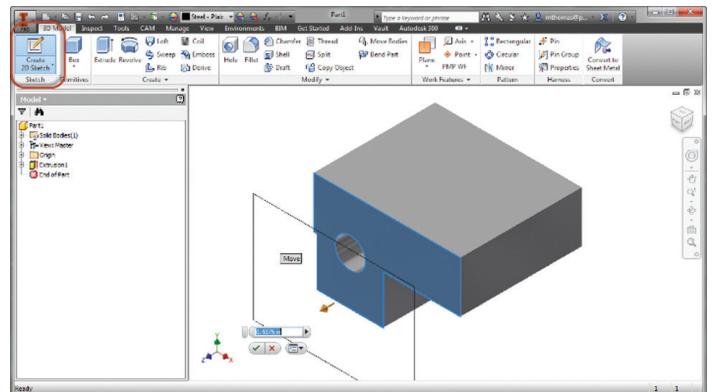 Part1
Type a keyword or phrase
mthomas@p...
PRO
3D Model Inspect Tools CAM Manage View Environments BIM Get Started Add Ins Vault Autodesk 360
Steel - Plain
Create 2D Sketch
Box
Extrude Revolve
Loft
Sweep
Rib
Coil
Emboss
Derive
Hole Fillet
Chamfer
Shell
Draft
Thread
Split
Copy Object
Move Bodies
Bend Part
Plane
Axis
Point
UCS
Rectangular
Circular
Mirror
Pin
Pin Group
Properties
Convert to Sheet Metal
Sketch Primitives Create Modify Work Features Pattern Harness Convert
Model
Part1
Solid Bodies(1)
View: Master
Origin
Extrusion1
End of Part
Move
Ready
1 1